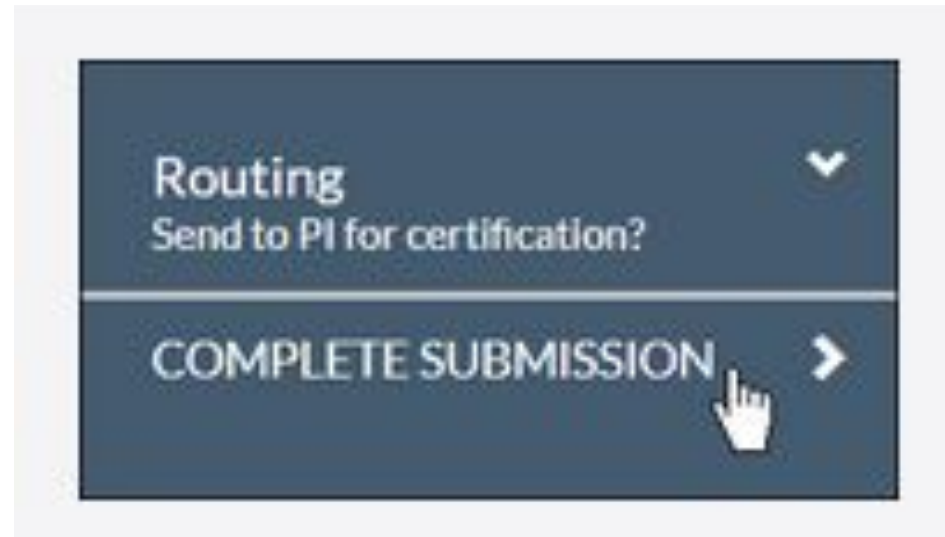 Routing
Send to PI for certification?
COMPLETE SUBMISSION